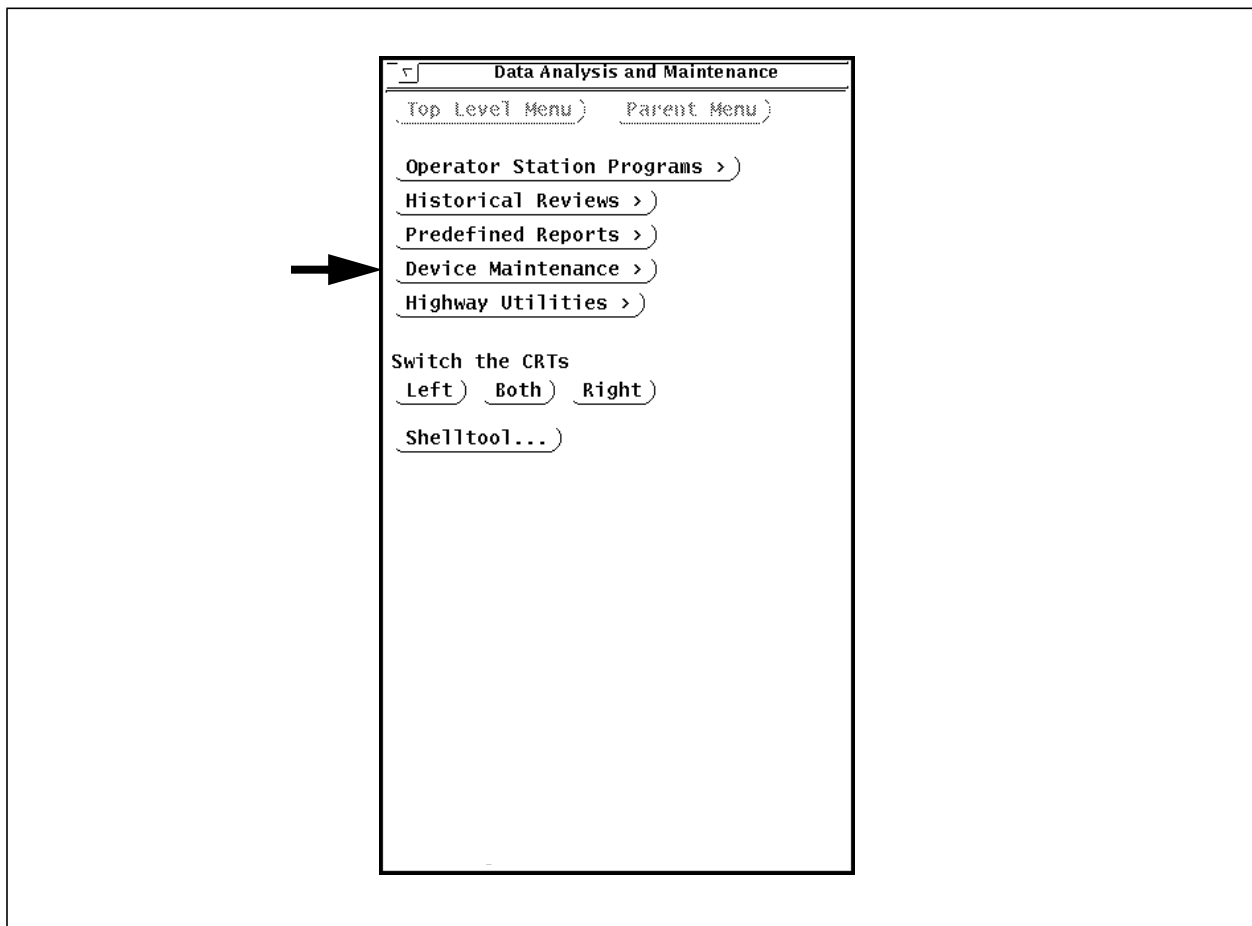 Data Analysis and Maintenance
Top Level Menu Parent Menu
Operator Station Programs >
Historical Reviews >
Predefined Reports >
Device Maintenance >
Highway Utilities >
Switch the CRTs
Left Both Right
Shelltool...